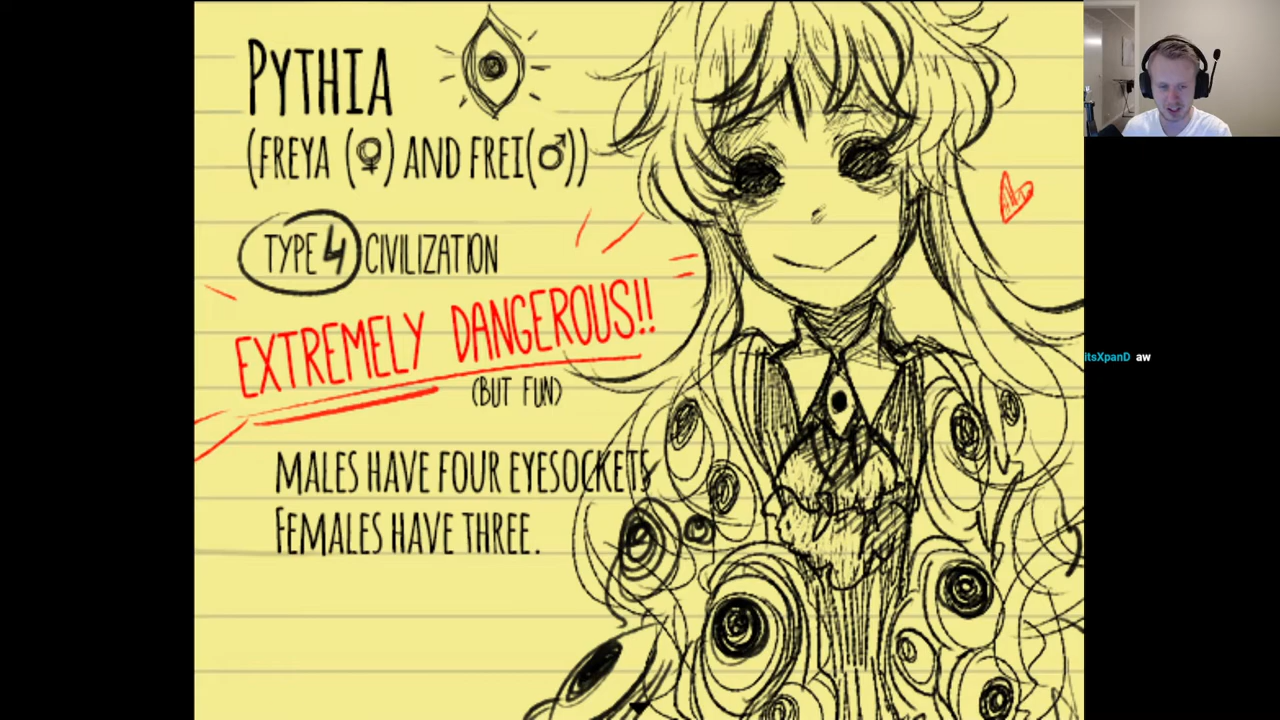 PYTHIA
(FREYA (♀) AND FREI(♂))
TYPE 4 CIVILIZATION
EXTREMELY DANGEROUS!!
(BUT FUN)
MALES HAVE FOUR EYESOCKETS
FEMALES HAVE THREE.
itsXpanD aw